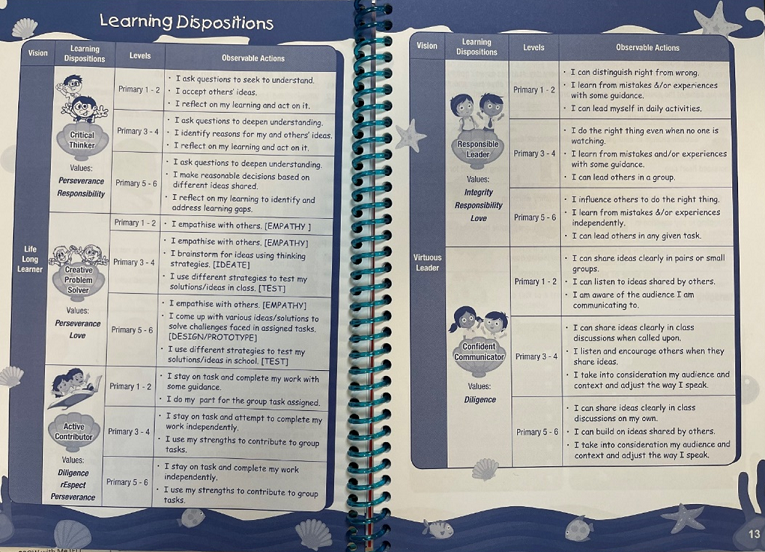 Learning Dispositions
Vision
Learning
Dispositions
Levels
Observable Actions
Life
Long
Learner
Critical
Thinker
Values:
Perseverance
Responsibility
Primary 1 - 2
• I ask questions to seek to understand.
• I accept others' ideas.
• I reflect on my learning and act on it.
Primary 3 - 4
• I ask questions to deepen understanding.
• I identify reasons for my and others' ideas.
• I reflect on my learning and act on it.
Primary 5 - 6
• I ask questions to deepen understanding.
• I make reasonable decisions based on
different ideas shared.
• I reflect on my learning to identify and
address learning gaps.
Creative
Problem
Solver
Values:
Perseverance
Love
Primary 1 - 2
• I empathise with others. [EMPATHY ]
Primary 3 - 4
• I empathise with others. [EMPATHY]
• I brainstorm for ideas using thinking
strategies. [IDEATE]
• I use different strategies to test my
solutions/ideas in class. [TEST]
Primary 5 - 6
• I empathise with others. [EMPATHY]
• I come up with various ideas/solutions to
solve challenges faced in assigned tasks.
[DESIGN/PROTOTYPE]
• I use different strategies to test my
solutions/ideas in school. [TEST]
Active
Contributor
Values:
Diligence
rEspect
Perseverance
Primary 1 - 2
• I stay on task and complete my work with
some guidance.
• I do my part for the group task assigned.
Primary 3 - 4
• I stay on task and attempt to complete my
work independently.
• I use my strengths to contribute to group
tasks.
Primary 5 - 6
• I stay on task and complete my work
independently.
• I use my strengths to contribute to group
tasks.
Vision
Learning
Dispositions
Levels
Observable Actions
Virtuous
Leader
Responsible
Leader
Values:
Integrity
Responsibility
Love
Primary 1 - 2
• I can distinguish right from wrong.
• I learn from mistakes &/or experiences
with some guidance.
• I can lead myself in daily activities.
Primary 3 - 4
• I do the right thing even when no one is
watching.
• I learn from mistakes and/or experiences
with some guidance.
• I can lead others in a group.
Primary 5 - 6
• I influence others to do the right thing.
• I learn from mistakes &/or experiences
independently.
• I can lead others in any given task.
Confident
Communicator
Values:
Diligence
Primary 1 - 2
• I can share ideas clearly in pairs or small
groups.
• I can listen to ideas shared by others.
• I am aware of the audience I am
communicating to.
Primary 3 - 4
• I can share ideas clearly in class
discussions when called upon.
• I listen and encourage others when they
share ideas.
• I take into consideration my audience and
context and adjust the way I speak.
Primary 5 - 6
• I can share ideas clearly in class
discussions on my own.
• I can build on ideas shared by others.
• I take into consideration my audience and
context and adjust the way I speak.
13